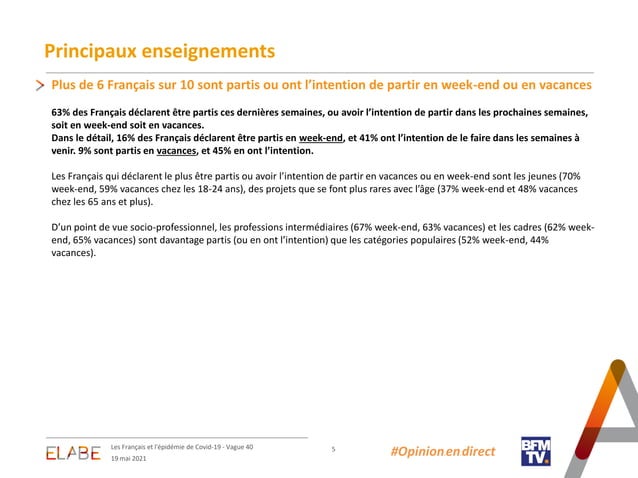 Principaux enseignements
Plus de 6 Français sur 10 sont partis ou ont l’intention de partir en week-end ou en vacances
63% des Français déclarent être partis ces dernières semaines, ou avoir l’intention de partir dans les prochaines semaines,
soit en week-end soit en vacances.
Dans le détail, 16% des Français déclarent être partis en week-end, et 41% ont l’intention de le faire dans les semaines à
venir. 9% sont partis en vacances, et 45% en ont l’intention.
Les Français qui déclarent le plus être partis ou avoir l’intention de partir en vacances ou en week-end sont les jeunes (70%
week-end, 59% vacances chez les 18-24 ans), des projets que se font plus rares avec l’âge (37% week-end et 48% vacances
chez les 65 ans et plus).
D’un point de vue socio-professionnel, les professions intermédiaires (67% week-end, 63% vacances) et les cadres (62% week-
end, 65% vacances) sont davantage partis (ou en ont l’intention) que les catégories populaires (52% week-end, 44%
vacances).
ELABE
Les Français et l’épidémie de Covid-19 - Vague 40
19 mai 2021
5
#Opinion en direct
BFM
TV.